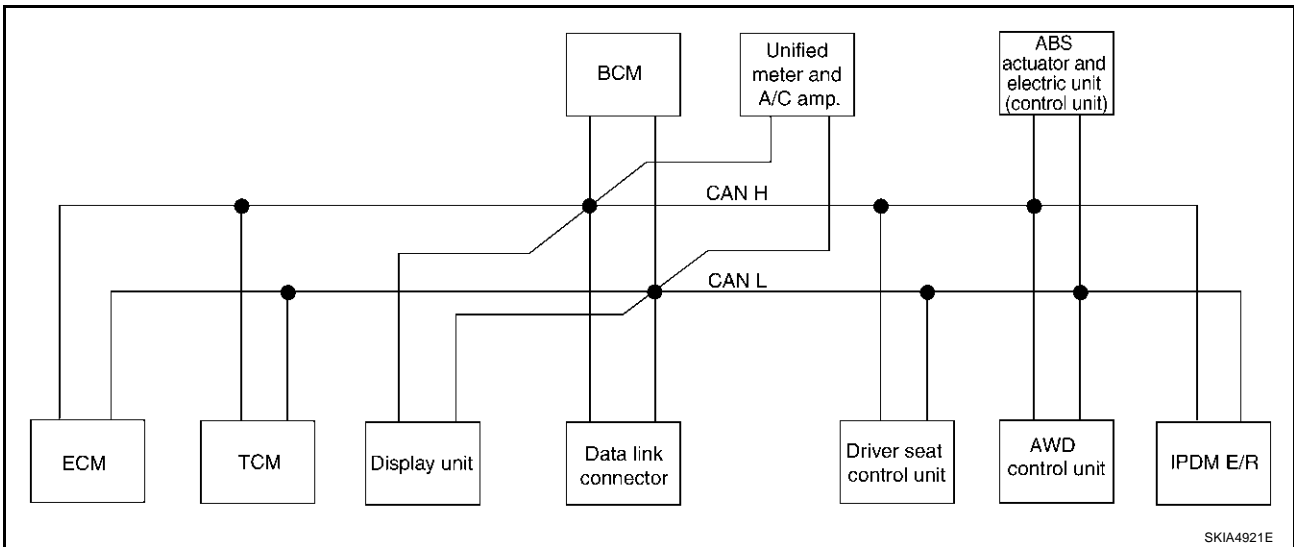 BCM
Unified
meter and
A/C amp.
ABS
actuator and
electric unit
(control unit)
CAN H
CAN L
ECM
TCM
Display unit
Data link
connector
Driver seat
control unit
AWD
control unit
IPDM E/R
SKIA4921E